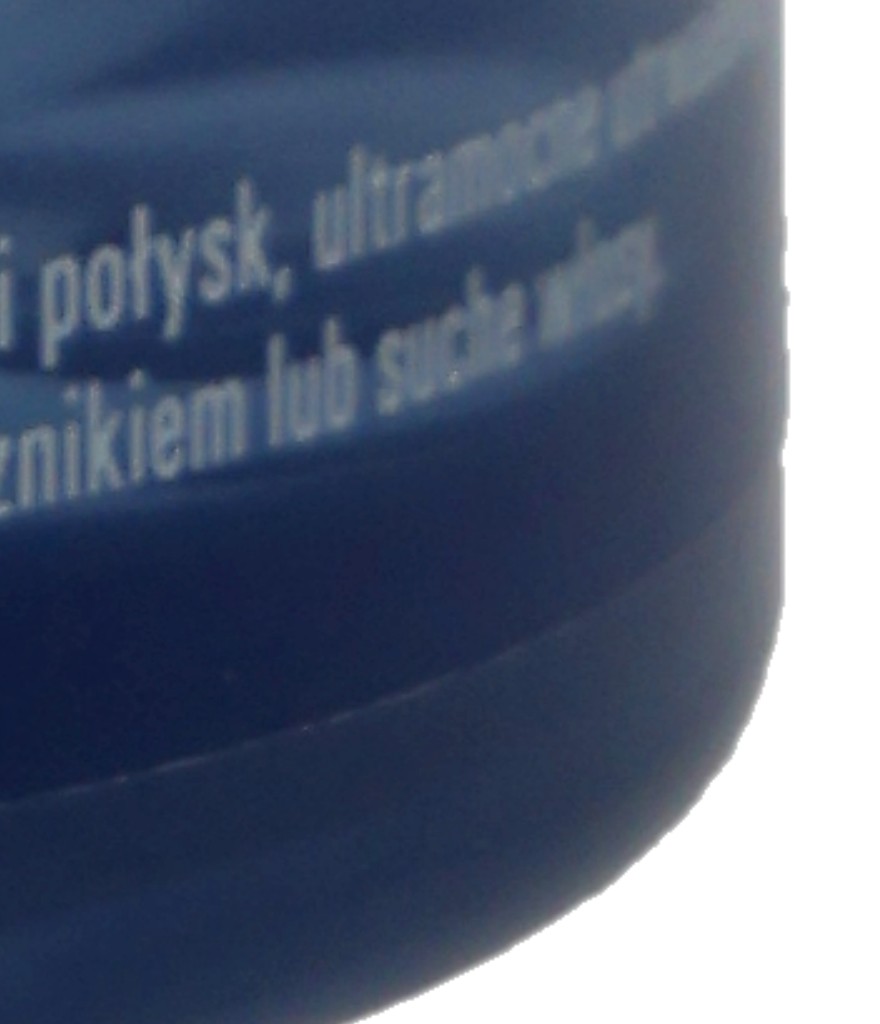 i połysk, ultramocne
znikiem lub suche włosy.